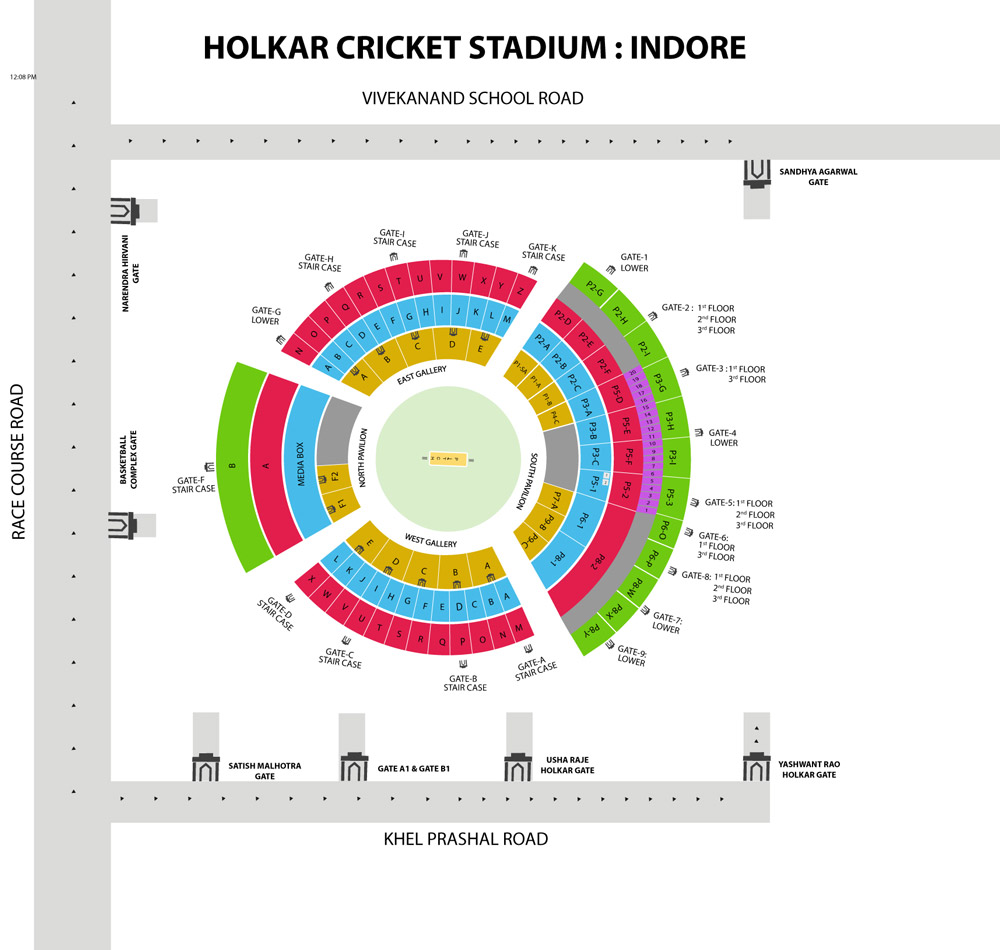 HOLKAR CRICKET STADIUM : INDORE
12:08 PM
VIVEKANAND SCHOOL ROAD
SANDHYA AGARWAL
GATE
NARENDRA HIRVANI
GATE
RACE COURSE ROAD
BASKETBALL
COMPLEX GATE
GATE-G
LOWER
GATE-H
STAIR CASE
GATE-I
STAIR CASE
GATE-J
STAIR CASE
GATE-K
STAIR CASE
N O P Q R S T U V W X Y Z
A B C D E F G H I J K L M
A B C D E
EAST GALLERY
GATE-1
LOWER
GATE-2 : 1st FLOOR
2nd FLOOR
3rd FLOOR
GATE-3 : 1st FLOOR
3rd FLOOR
GATE-4
LOWER
GATE-5: 1st FLOOR
2nd FLOOR
3rd FLOOR
GATE-6:
1st FLOOR
3rd FLOOR
GATE-8: 1st FLOOR
2nd FLOOR
3rd FLOOR
GATE-7:
LOWER
GATE-9:
LOWER
P2-G
P2-H
P2-I
P3-G
P3-H
P3-I
P5-3
P6-O
P6-P
P8-W
P8-X
P8-Y
20
19
18
17
16
15
14
13
12
11
10
9
8
7
6
5
4
3
2
1
P2-D
P2-E
P2-F
P5-D
P5-E
P5-F
P5-2
P8-2
P2-A
P2-B
P2-C
P3-A
P3-B
P3-C
P5-1
P6-1
P8-1
P1-5A
P1-A
P1-B
P4-C
P7-A
P9-B
P9-C
SOUTH PAVILION
PITCH
NORTH PAVILION
F2
F1
MEDIA BOX
A
B
GATE-F
STAIR CASE
WEST GALLERY
E D C B A
L K J I H G F E D C B A
X W V U T S R Q P O N M
GATE-D
STAIR CASE
GATE-C
STAIR CASE
GATE-B
STAIR CASE
GATE-A
STAIR CASE
SATISH MALHOTRA
GATE
GATE A1 & GATE B1
USHA RAJE
HOLKAR GATE
YASHWANT RAO
HOLKAR GATE
KHEL PRASHAL ROAD